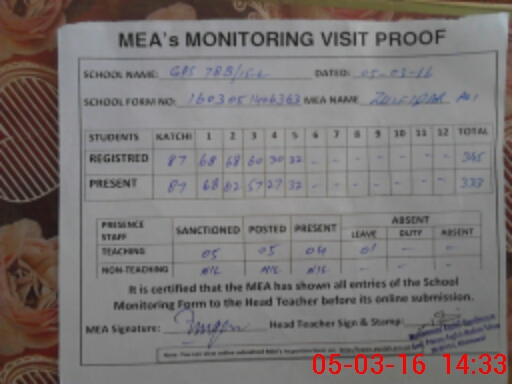 MEA's MONITORING VISIT PROOF
SCHOOL NAME: GPS 78B/15-L DATED: 05-03-16
SCHOOL FORM NO: MEA NAME ZULFIQAR ALI
STUDENTS KATCHI 1 2 3 4 5 6 7 8 9 10 11 12 TOTAL
REGISTRED 87 68 68 60 30 32 - - - - - - - 345
PRESENT 87 68 62 57 27 32 - - - - - - - 333
PRESENCE STAFF SANCTIONED POSTED PRESENT ABSENT
LEAVE DUTY ABSENT
TEACHING 05 05 04 01 - -
NON-TEACHING NIL NIL NIL - - -
It is certified that the MEA has shown all entries of the School
Monitoring Form to the Head Teacher before its online submission.
MEA Signature: Head Teacher Sign & Stamp:
05-03-16 14:33